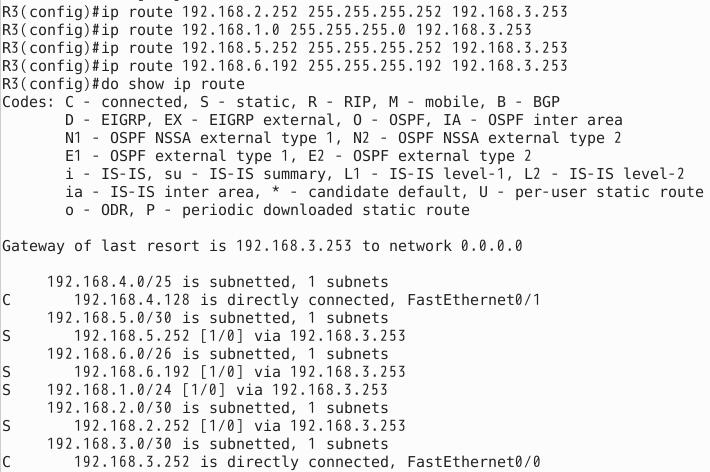 R3(config)#ip route 192.168.2.252 255.255.255.252 192.168.3.253
R3(config)#ip route 192.168.1.0 255.255.255.0 192.168.3.253
R3(config)#ip route 192.168.5.252 255.255.255.252 192.168.3.253
R3(config)#ip route 192.168.6.192 255.255.255.192 192.168.3.253
R3(config)#do show ip route
Codes: C - connected, S - static, R - RIP, M - mobile, B - BGP
       D - EIGRP, EX - EIGRP external, O - OSPF, IA - OSPF inter area
       N1 - OSPF NSSA external type 1, N2 - OSPF NSSA external type 2
       E1 - OSPF external type 1, E2 - OSPF external type 2
       i - IS-IS, su - IS-IS summary, L1 - IS-IS level-1, L2 - IS-IS level-2
       ia - IS-IS inter area, * - candidate default, U - per-user static route
       o - ODR, P - periodic downloaded static route
Gateway of last resort is 192.168.3.253 to network 0.0.0.0
     192.168.4.0/25 is subnetted, 1 subnets
C       192.168.4.128 is directly connected, FastEthernet0/1
     192.168.5.0/30 is subnetted, 1 subnets
S       192.168.5.252 [1/0] via 192.168.3.253
     192.168.6.0/26 is subnetted, 1 subnets
S       192.168.6.192 [1/0] via 192.168.3.253
S    192.168.1.0/24 [1/0] via 192.168.3.253
     192.168.2.0/30 is subnetted, 1 subnets
S       192.168.2.252 [1/0] via 192.168.3.253
     192.168.3.0/30 is subnetted, 1 subnets
C       192.168.3.252 is directly connected, FastEthernet0/0